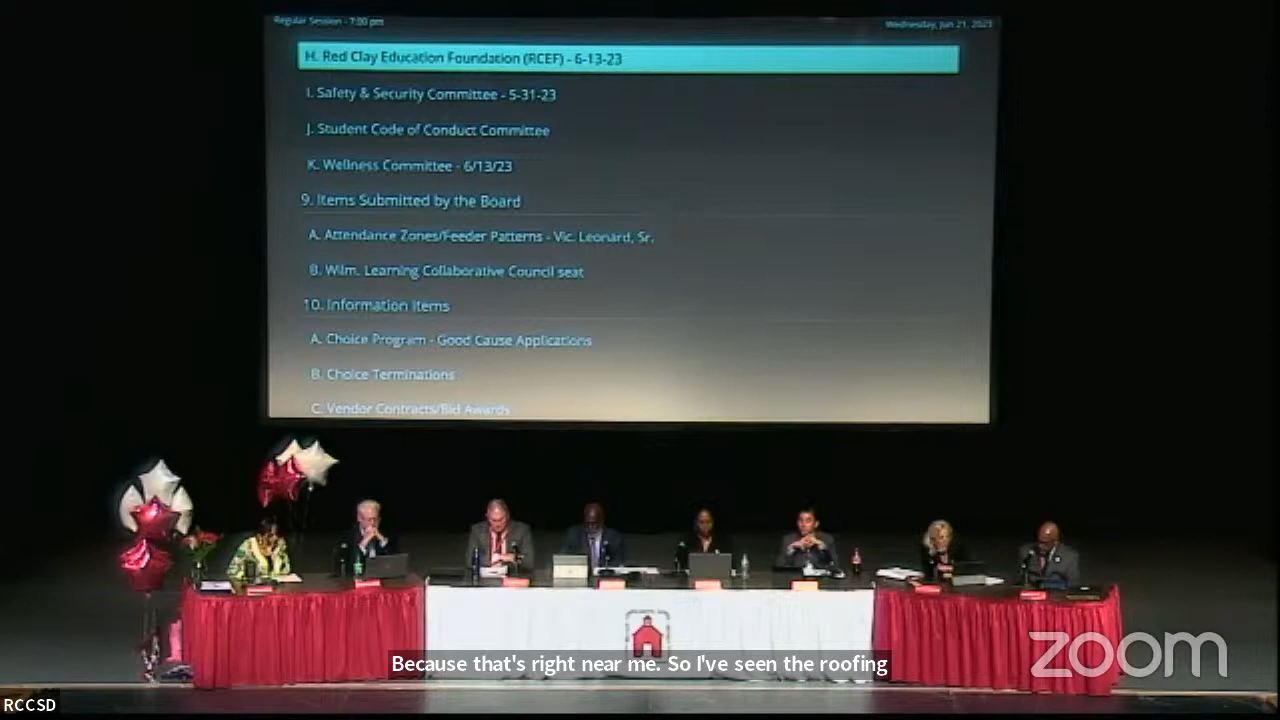 Regular Session - 7:00 pm
Wednesday, Jun 21, 2023
H. Red Clay Education Foundation (RCEF) - 6-13-23
I. Safety & Security Committee - 5-31-23
J. Student Code of Conduct Committee
K. Wellness Committee - 6/13/23
9. Items Submitted by the Board
A. Attendance Zones/Feeder Patterns - Vic. Leonard, Sr.
B. Wilm. Learning Collaborative Council seat
10. Information Items
A. Choice Program - Good Cause Applications
B. Choice Terminations
C. Vendor Contracts/Bid Awards
Because that's right near me. So I've seen the roofing
zoom
RCCSD